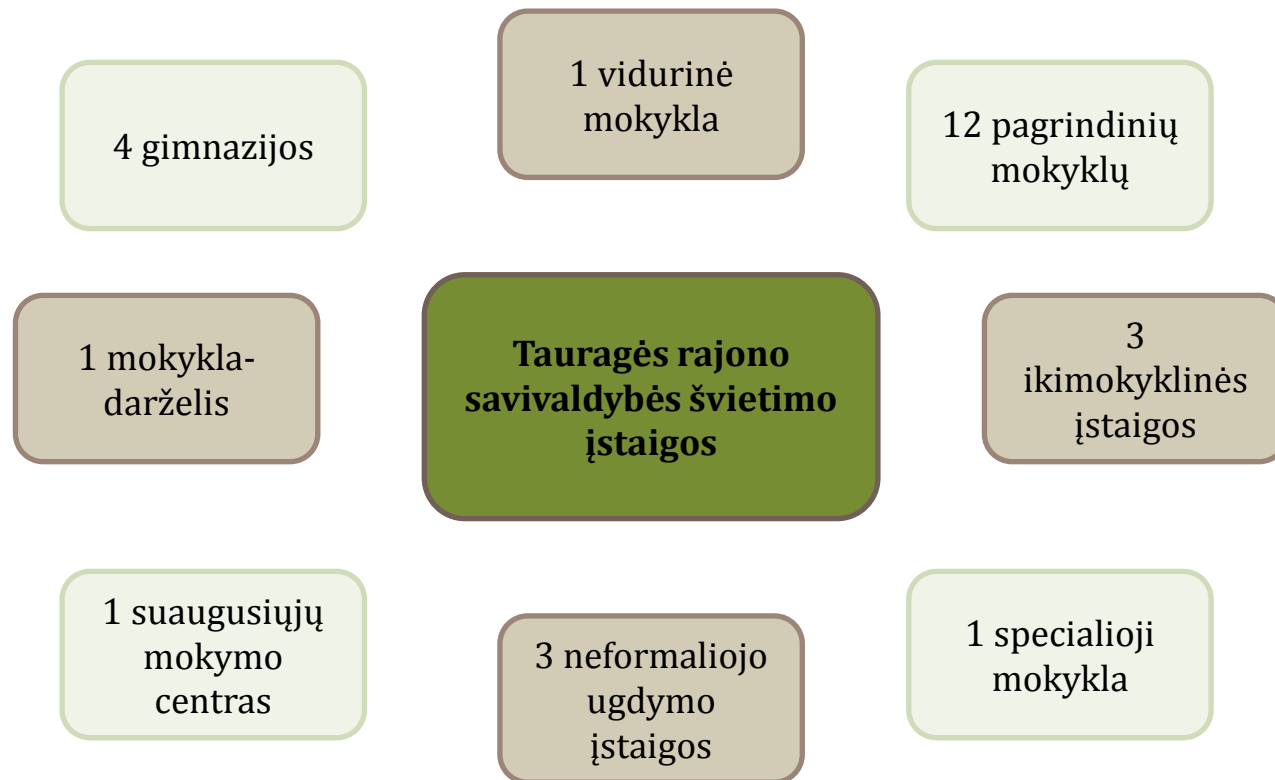 1 vidurinė
mokykla
4 gimnazijos
12 pagrindinių
mokyklų
1 mokykla-
darželis
Tauragės rajono
savivaldybės švietimo
įstaigos
3
ikimokyklinės
įstaigos
1 suaugusiųjų
mokymo
centras
3 neformaliojo
ugdymo
įstaigos
1 specialioji
mokykla